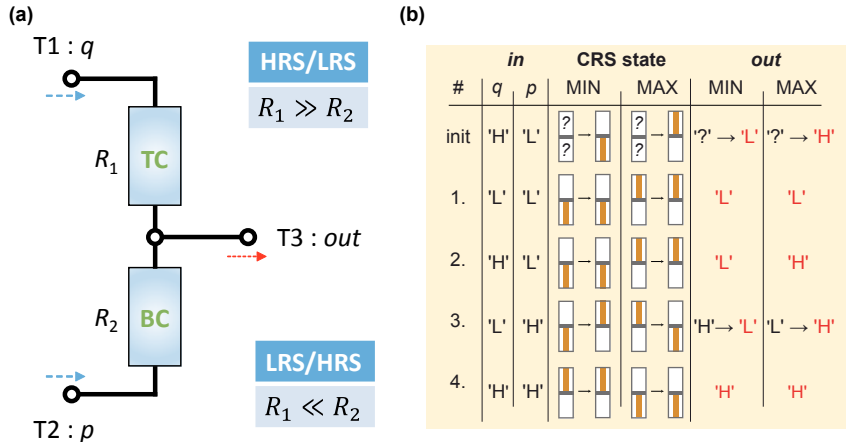 (a)
T1 : q
HRS/LRS
R₁ ≫ R₂
R₁
TC
T3 : out
R₂
BC
LRS/HRS
R₁ ≪ R₂
T2 : p
(b)
in CRS state out
# q p MIN MAX MIN MAX
init 'H' 'L' ? ? → ? ? → '?' → 'L' '?' → 'H'
1. 'L' 'L' → → 'L' 'L'
2. 'H' 'L' → → 'L' 'H'
3. 'L' 'H' → → 'H' → 'L' 'L' → 'H'
4. 'H' 'H' → → 'H' 'H'